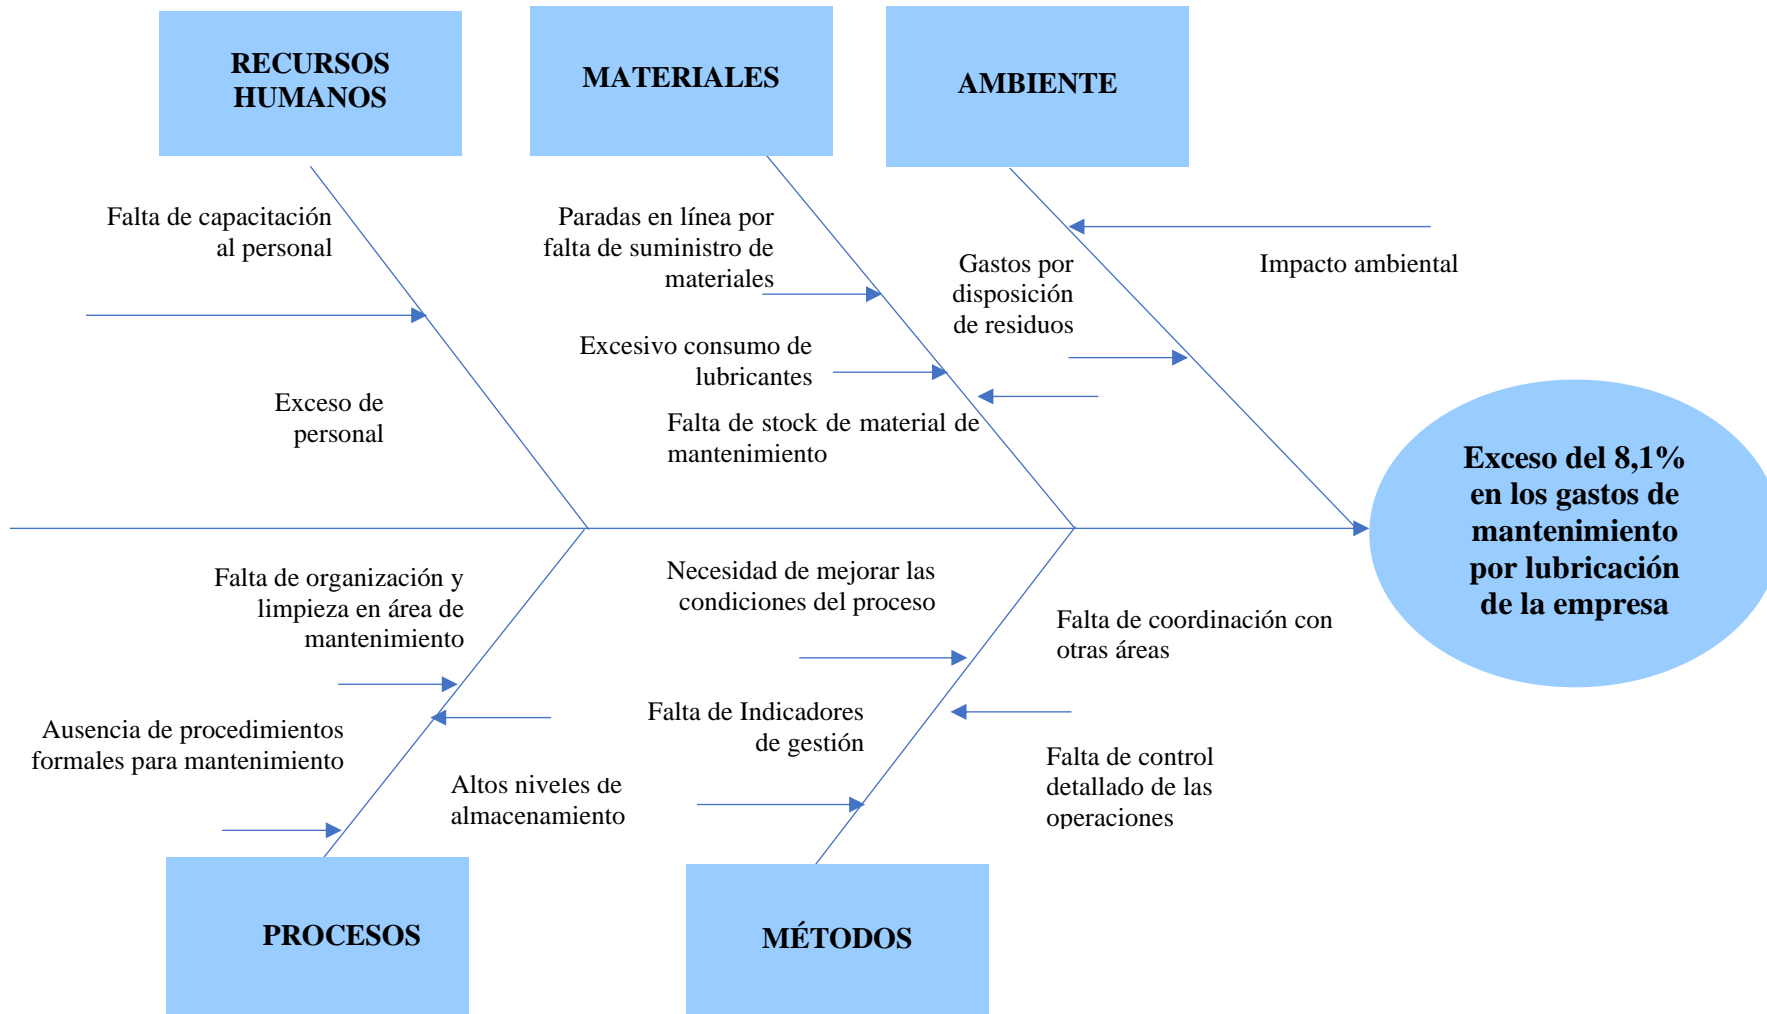 RECURSOS
HUMANOS
MATERIALES
AMBIENTE
Falta de capacitación
al personal
Exceso de
personal
Paradas en línea por
falta de suministro de
materiales
Excesivo consumo de
lubricantes
Falta de stock de material de
mantenimiento
Gastos por
disposición
de residuos
Impacto ambiental
Exceso del 8,1%
en los gastos de
mantenimiento
por lubricación
de la empresa
Falta de organización y
limpieza en área de
mantenimiento
Ausencia de procedimientos
formales para mantenimiento
Altos niveles de
almacenamiento
Necesidad de mejorar las
condiciones del proceso
Falta de Indicadores
de gestión
Falta de coordinación con
otras áreas
Falta de control
detallado de las
operaciones
PROCESOS
MÉTODOS